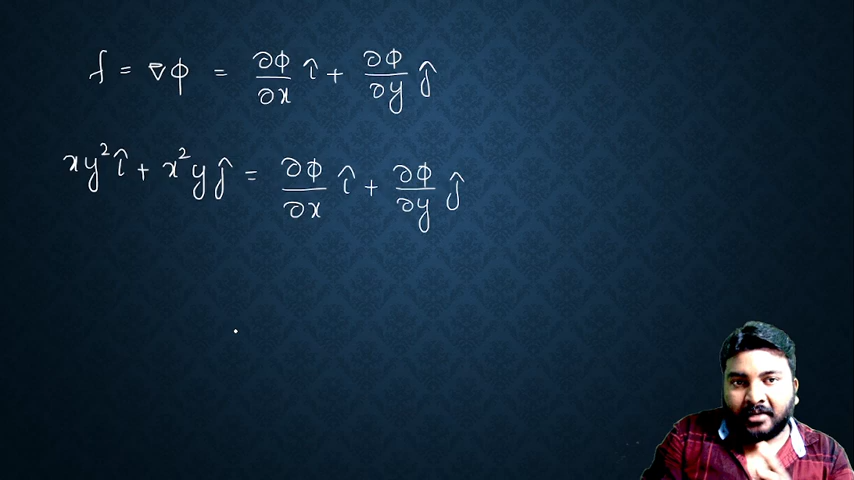 f = ∇ϕ = ∂ϕ/∂x î + ∂ϕ/∂y ĵ
xy² î + x²y ĵ = ∂ϕ/∂x î + ∂ϕ/∂y ĵ